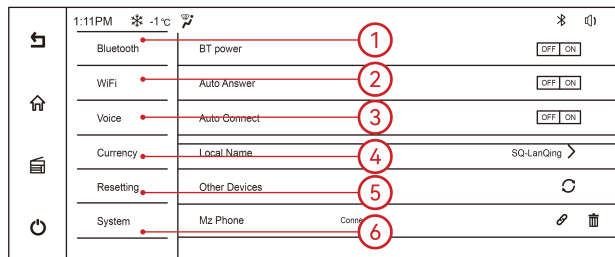 1:11PM -1℃
Bluetooth BT power OFF ON
1
WiFi Auto Answer OFF ON
2
Voice Auto Connect OFF ON
3
Currency Local Name SQ-LanQing
4
Resetting Other Devices
5
System Mz Phone
6